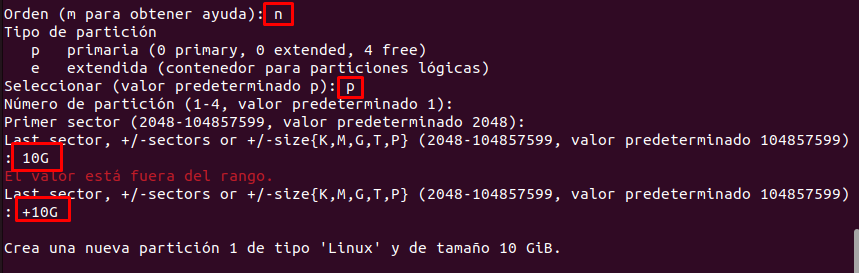 Orden (m para obtener ayuda): n
Tipo de partición
   p   primaria (0 primary, 0 extended, 4 free)
   e   extendida (contenedor para particiones lógicas)
Seleccionar (valor predeterminado p): p
Número de partición (1-4, valor predeterminado 1):
Primer sector (2048-104857599, valor predeterminado 2048):
Last sector, +/-sectors or +/-size{K,M,G,T,P} (2048-104857599, valor predeterminado 104857599)
: 10G
El valor está fuera del rango.
Last sector, +/-sectors or +/-size{K,M,G,T,P} (2048-104857599, valor predeterminado 104857599)
: +10G
Crea una nueva partición 1 de tipo 'Linux' y de tamaño 10 GiB.